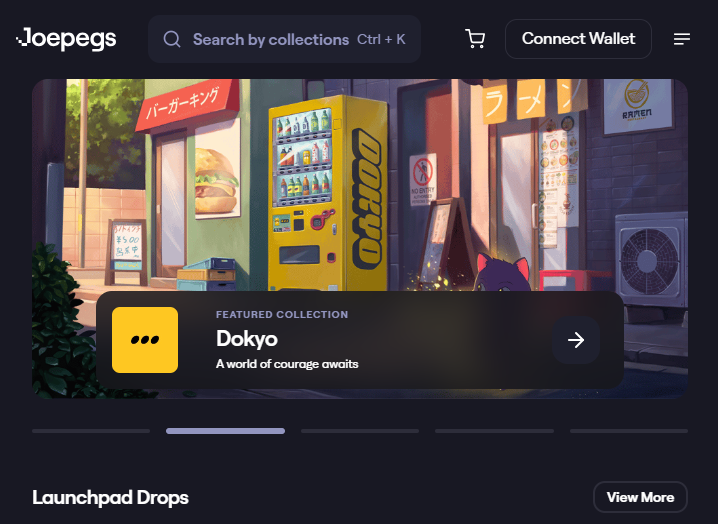 Joepegs
Search by collections Ctrl + K
Connect Wallet
バーガーキング
ラーメン
RAMEN
NO ENTRY
DOKYO
¥500
FEATURED COLLECTION
Dokyo
A world of courage awaits
Launchpad Drops
View More